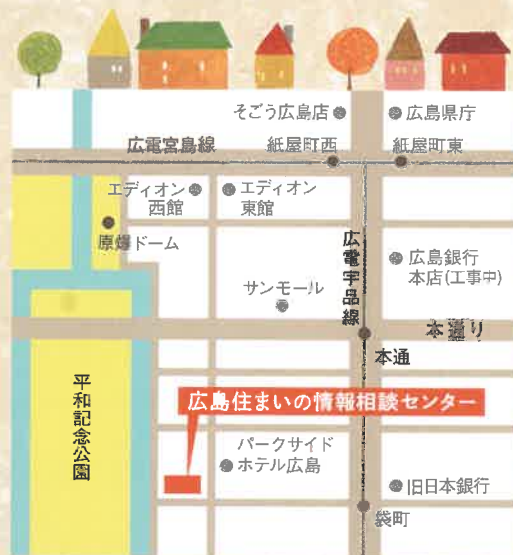 そごう広島店
広島県庁
広電宮島線
紙屋町西
紙屋町東
エディオン
西館
エディオン
東館
原爆ドーム
広電宇品線
広島銀行
本店(工事中)
サンモール
本通り
本通
平和記念公園
広島住まいの情報相談センター
パークサイド
ホテル広島
旧日本銀行
袋町